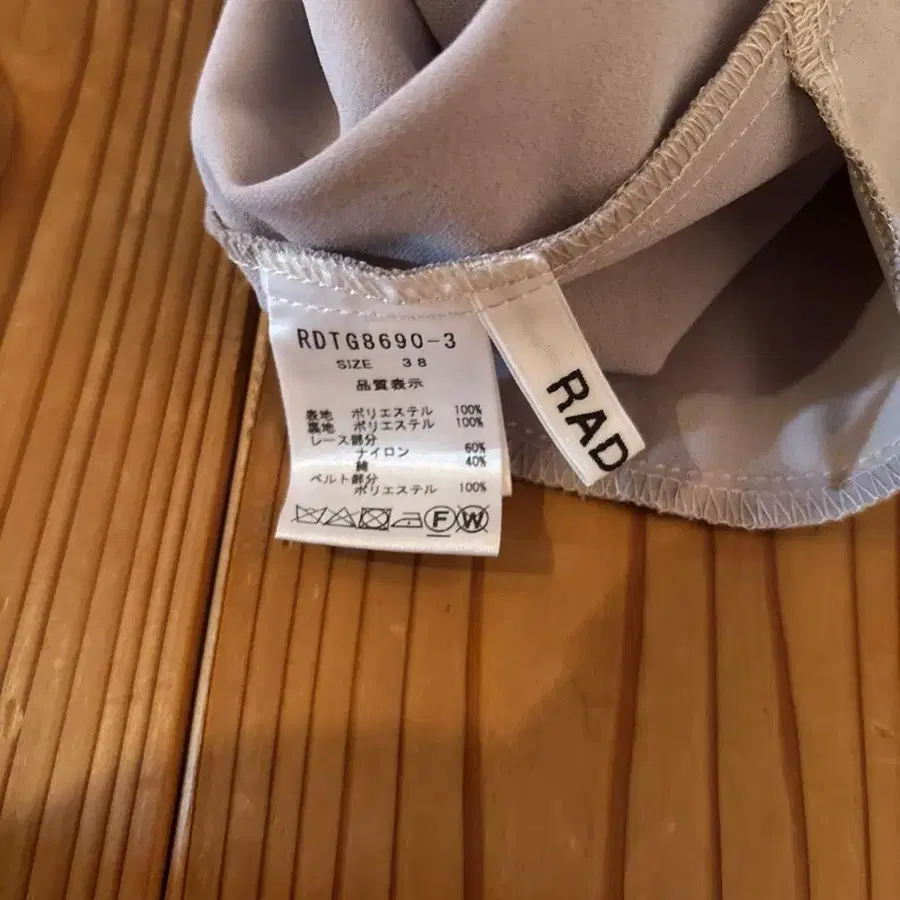 RDTG8690-3
SIZE 38
品質表示
表地 ポリエステル 100%
裏地 ポリエステル 100%
レース部分
ナイロン 60%
綿 40%
ベルト部分
ポリエステル 100%
F W
RAD